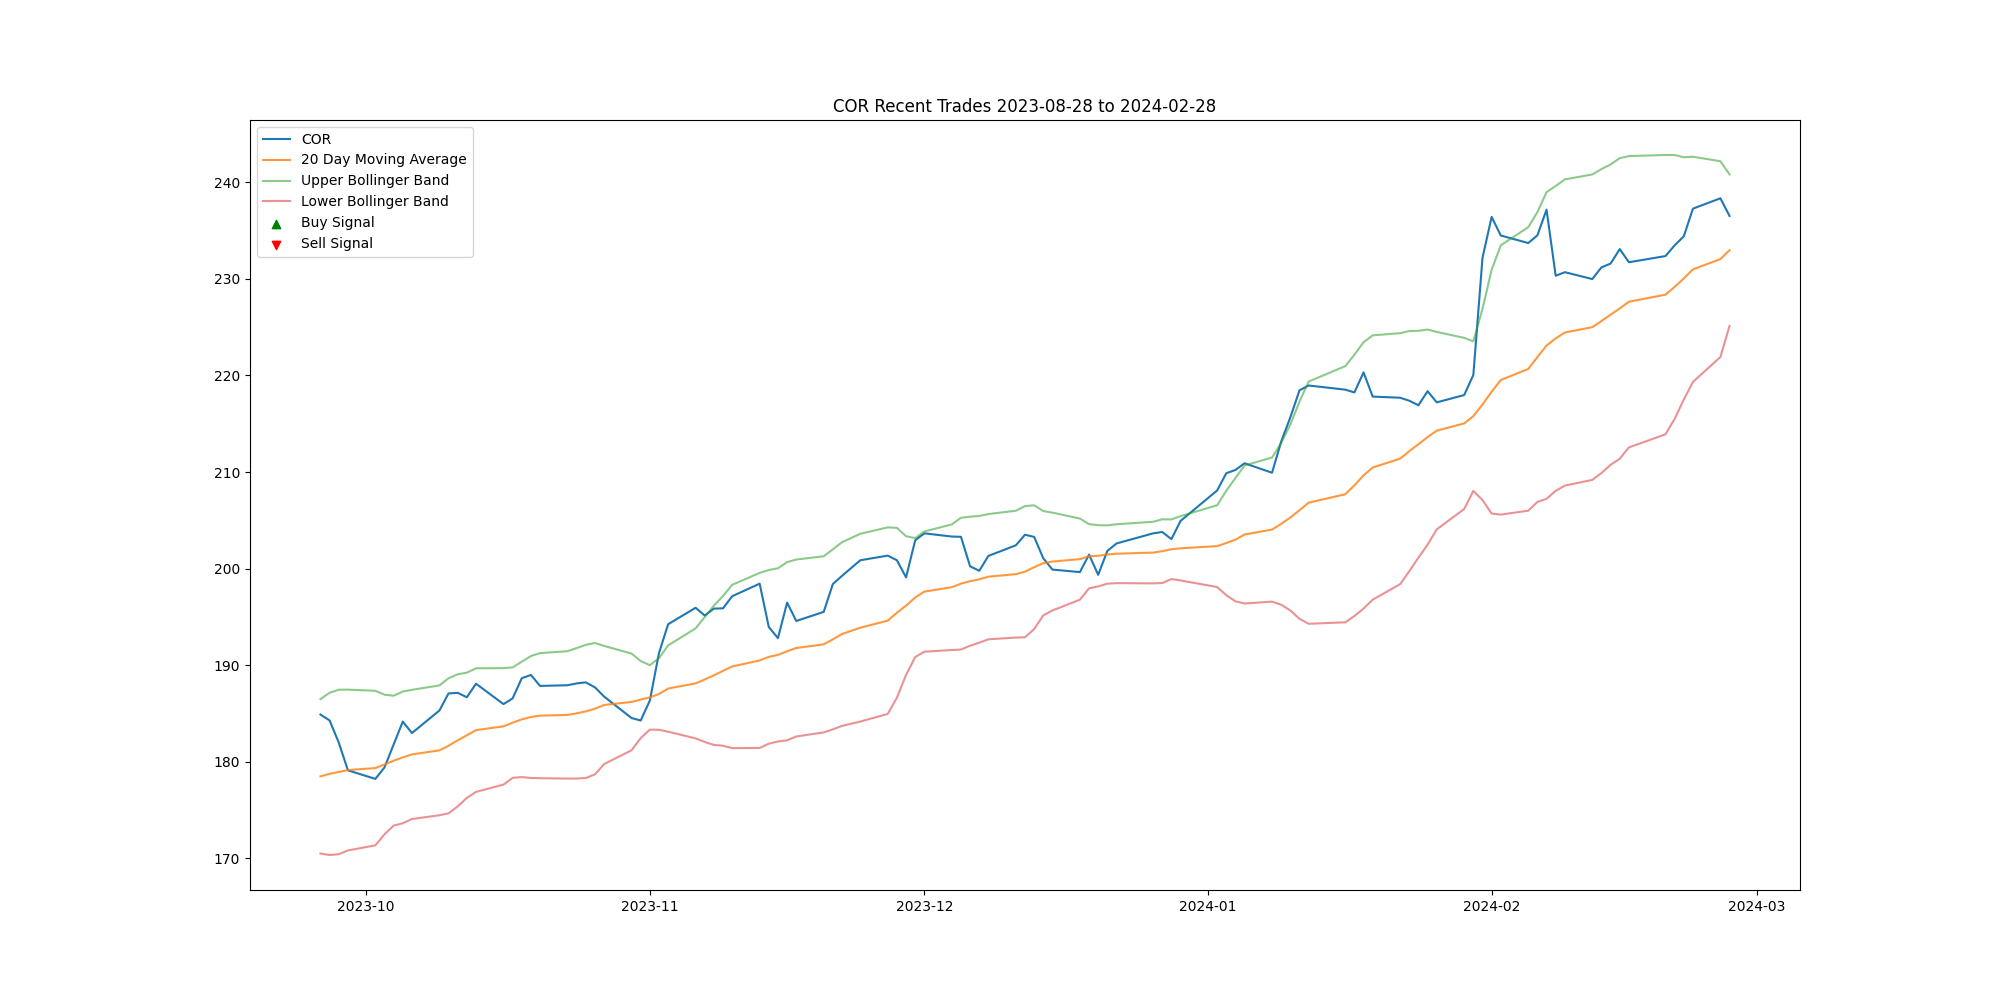 COR Recent Trades 2023-08-28 to 2024-02-28
COR
20 Day Moving Average
Upper Bollinger Band
Lower Bollinger Band
Buy Signal
Sell Signal
240
230
220
210
200
190
180
170
2023-10 2023-11 2023-12 2024-01 2024-02 2024-03